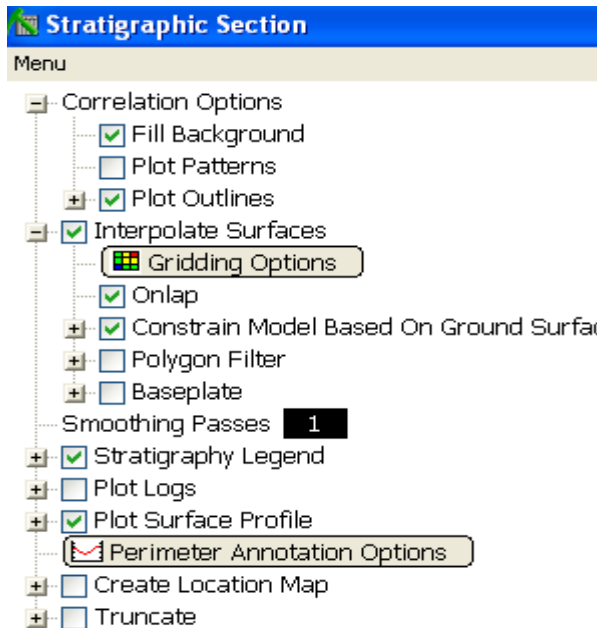 Stratigraphic Section
Menu
Correlation Options
Fill Background
Plot Patterns
Plot Outlines
Interpolate Surfaces
Gridding Options
Onlap
Constrain Model Based On Ground Surfac
Polygon Filter
Baseplate
Smoothing Passes 1
Stratigraphy Legend
Plot Logs
Plot Surface Profile
Perimeter Annotation Options
Create Location Map
Truncate